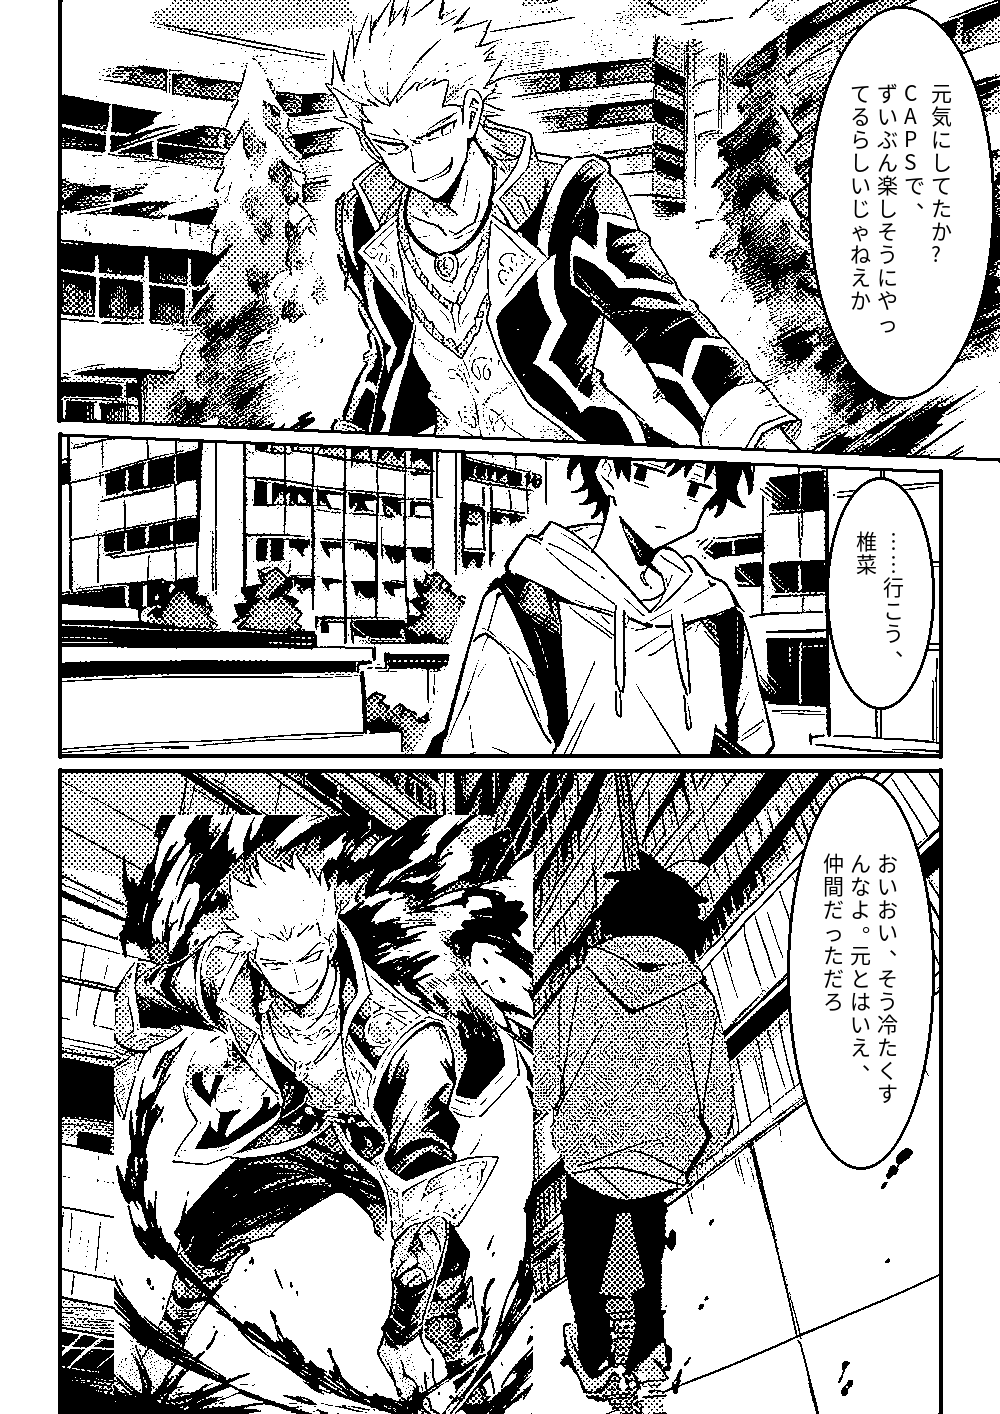 元気にしてたか?
CAPSで、
ずいぶん楽しそうにやっ
てるらしいじゃねえか
……行こう、
椎菜
おいおい、そう冷たくす
んなよ。元とはいえ、
仲間だっただろ